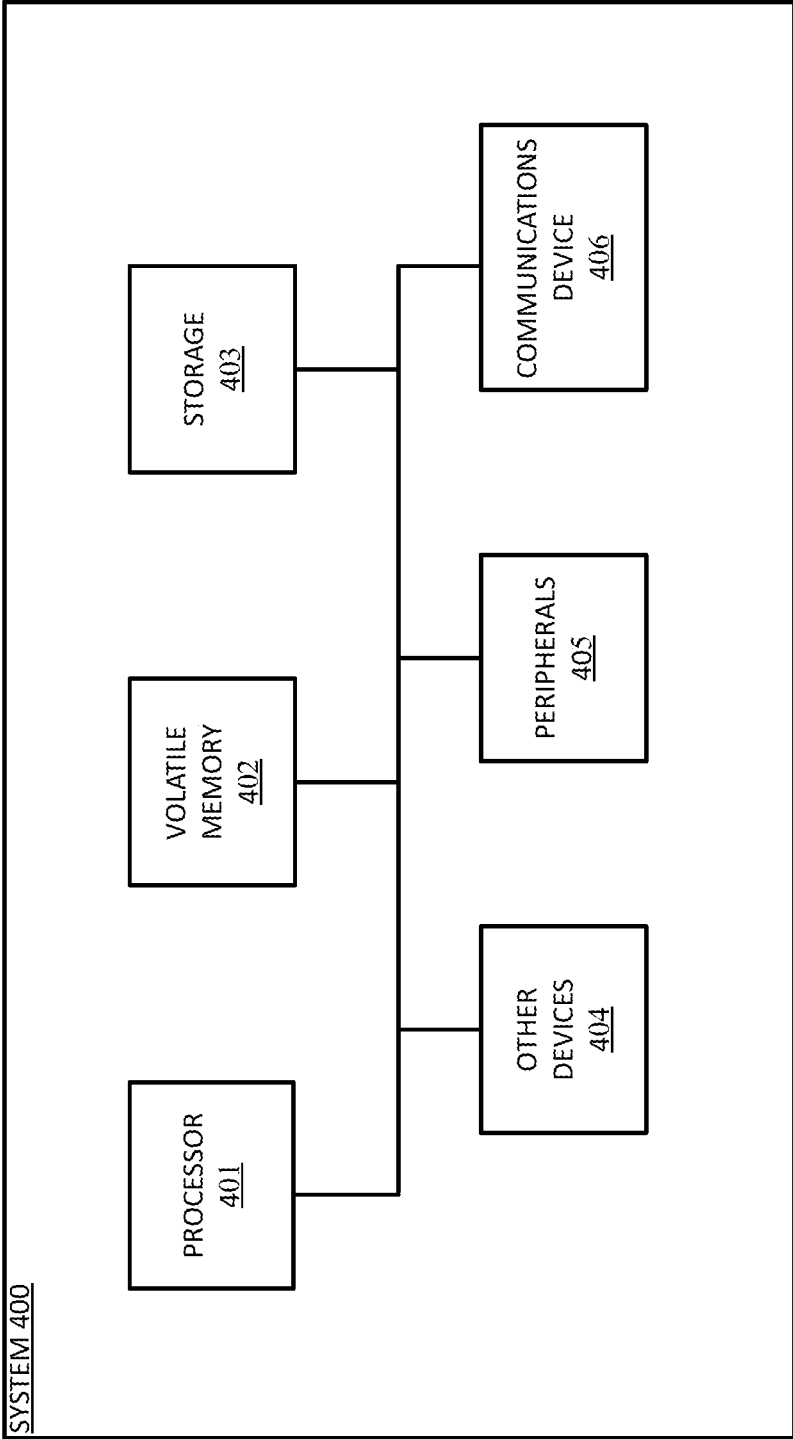 SYSTEM 400
PROCESSOR
401
VOLATILE
MEMORY
402
STORAGE
403
OTHER
DEVICES
404
PERIPHERALS
405
COMMUNICATIONS
DEVICE
406